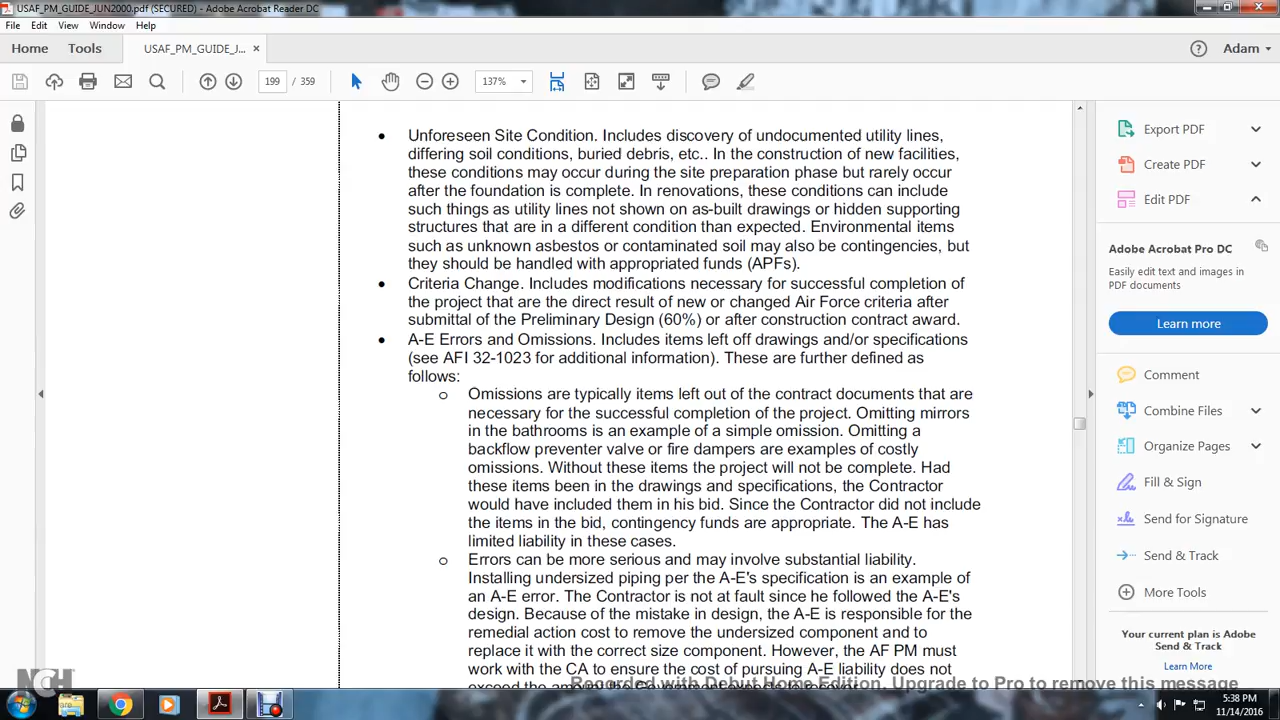 USAF_PM_GUIDE_JUN2000.pdf (SECURED) - Adobe Acrobat Reader DC
File Edit View Window Help
Home Tools USAF_PM_GUIDE_J... × Adam
199 / 359 137%
• Unforeseen Site Condition. Includes discovery of undocumented utility lines,
differing soil conditions, buried debris, etc.. In the construction of new facilities,
these conditions may occur during the site preparation phase but rarely occur
after the foundation is complete. In renovations, these conditions can include
such things as utility lines not shown on as-built drawings or hidden supporting
structures that are in a different condition than expected. Environmental items
such as unknown asbestos or contaminated soil may also be contingencies, but
they should be handled with appropriated funds (APFs).
• Criteria Change. Includes modifications necessary for successful completion of
the project that are the direct result of new or changed Air Force criteria after
submittal of the Preliminary Design (60%) or after construction contract award.
• A-E Errors and Omissions. Includes items left off drawings and/or specifications
(see AFI 32-1023 for additional information). These are further defined as
follows:
o Omissions are typically items left out of the contract documents that are
necessary for the successful completion of the project. Omitting mirrors
in the bathrooms is an example of a simple omission. Omitting a
backflow preventer valve or fire dampers are examples of costly
omissions. Without these items the project will not be complete. Had
these items been in the drawings and specifications, the Contractor
would have included them in his bid. Since the Contractor did not include
the items in the bid, contingency funds are appropriate. The A-E has
limited liability in these cases.
o Errors can be more serious and may involve substantial liability.
Installing undersized piping per the A-E's specification is an example of
an A-E error. The Contractor is not at fault since he followed the A-E's
design. Because of the mistake in design, the A-E is responsible for the
remedial action cost to remove the undersized component and to
replace it with the correct size component. However, the AF PM must
work with the CA to ensure the cost of pursuing A-E liability does not
Export PDF
Create PDF
Edit PDF
Adobe Acrobat Pro DC
Easily edit text and images in
PDF documents
Learn more
Comment
Combine Files
Organize Pages
Fill & Sign
Send for Signature
Send & Track
More Tools
Your current plan is Adobe
Send & Track
Learn More
NCH
Recorded with Debut Home Edition. Upgrade to Pro to remove this message
5:38 PM
11/14/2016